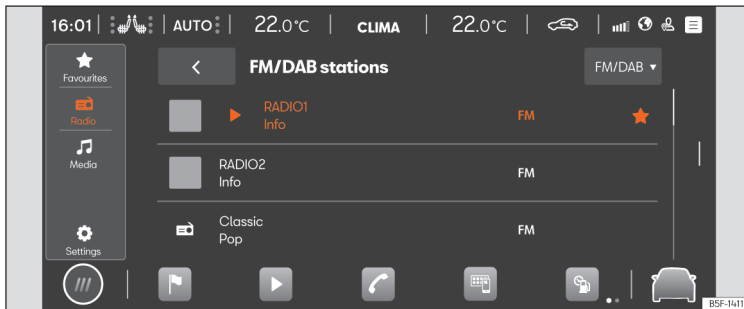 16:01 AUTO 22.0°C CLIMA 22.0°C
Favourites
FM/DAB stations
FM/DAB
Radio
RADIO1
Info
FM
Media
RADIO2
Info
FM
Settings
Classic
Pop
FM
B5F-1411